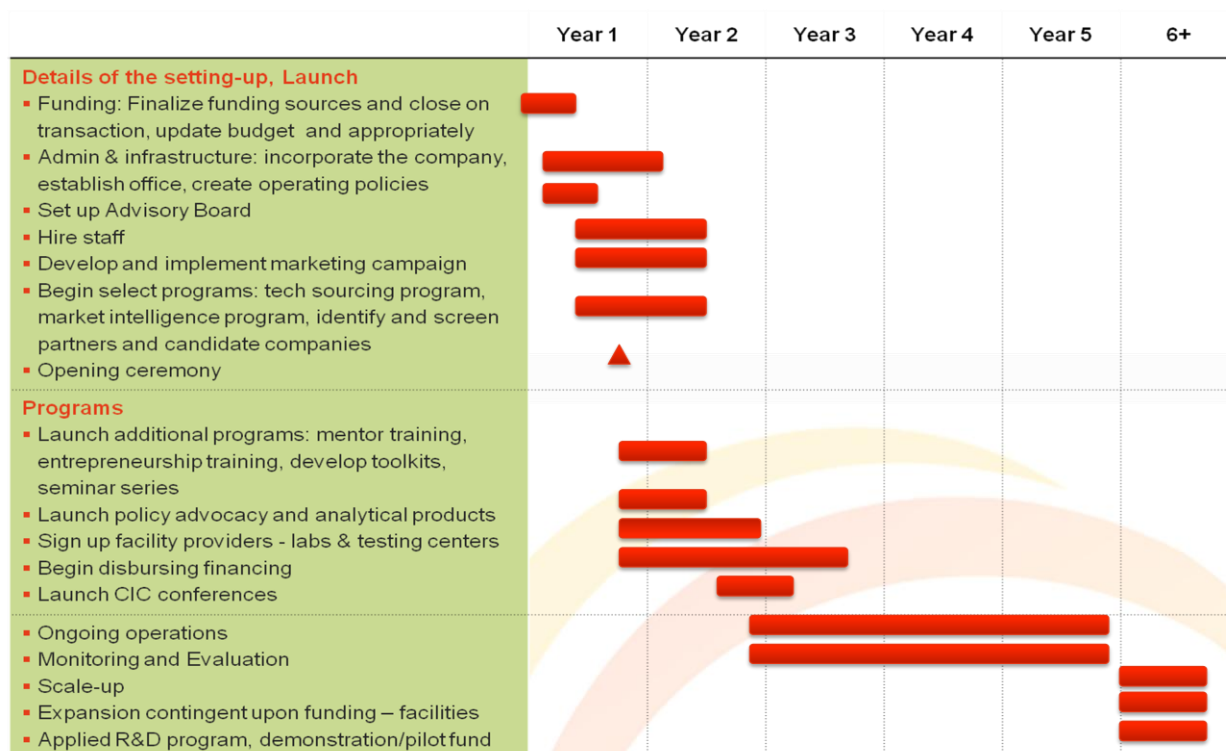 Year 1 Year 2 Year 3 Year 4 Year 5 6+
Details of the setting-up, Launch
▪ Funding: Finalize funding sources and close on
transaction, update budget and appropriately
▪ Admin & infrastructure: incorporate the company,
establish office, create operating policies
▪ Set up Advisory Board
▪ Hire staff
▪ Develop and implement marketing campaign
▪ Begin select programs: tech sourcing program,
market intelligence program, identify and screen
partners and candidate companies
▪ Opening ceremony
Programs
▪ Launch additional programs: mentor training,
entrepreneurship training, develop toolkits,
seminar series
▪ Launch policy advocacy and analytical products
▪ Sign up facility providers - labs & testing centers
▪ Begin disbursing financing
▪ Launch CIC conferences
▪ Ongoing operations
▪ Monitoring and Evaluation
▪ Scale-up
▪ Expansion contingent upon funding – facilities
▪ Applied R&D program, demonstration/pilot fund